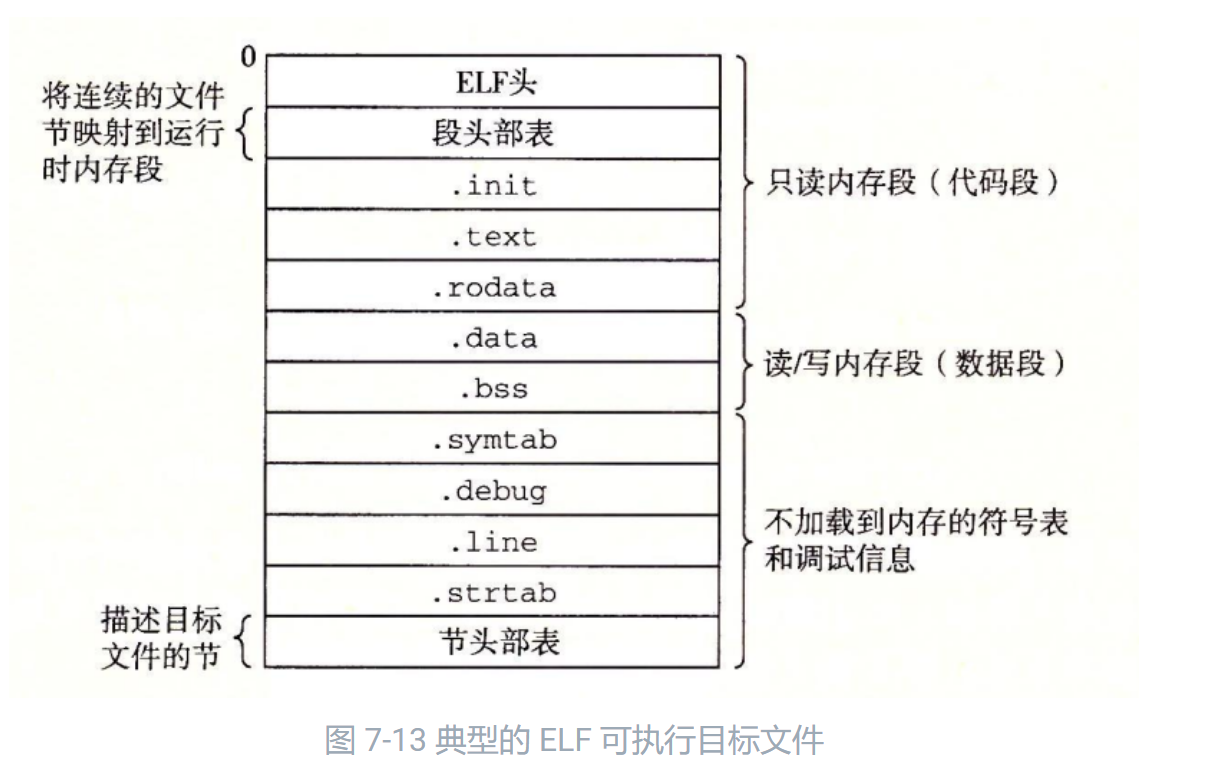 0
ELF头
将连续的文件
节映射到运行
时内存段
段头部表
.init
.text
.rodata
只读内存段（代码段）
.data
.bss
读/写内存段（数据段）
.symtab
.debug
.line
.strtab
不加载到内存的符号表
和调试信息
描述目标
文件的节
节头部表
图 7-13 典型的 ELF 可执行目标文件